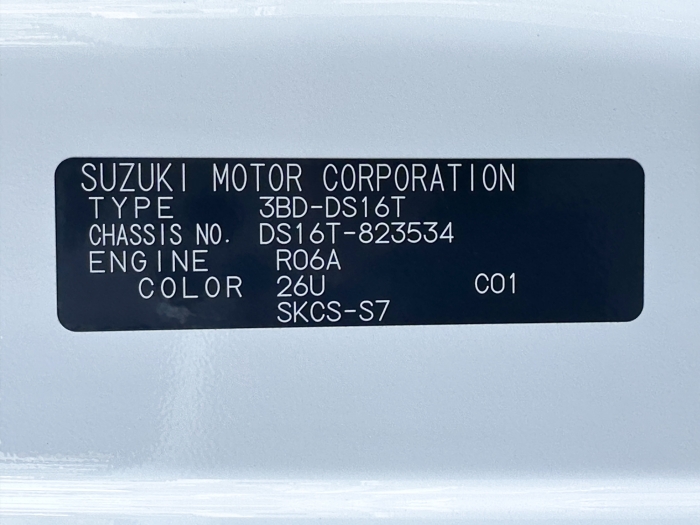 SUZUKI MOTOR CORPORATION
TYPE 3BD-DS16T
CHASSIS NO. DS16T-823534
ENGINE R06A
COLOR 26U C01
SKCS-S7